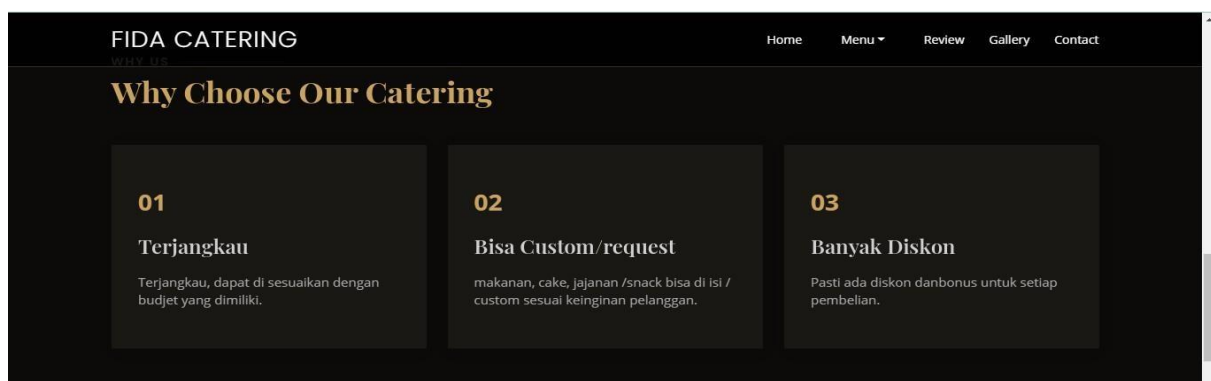 FIDA CATERING
Home Menu Review Gallery Contact
WHY US
Why Choose Our Catering
01
Terjangkau
Terjangkau, dapat di sesuaikan dengan
budjet yang dimiliki.
02
Bisa Custom/request
makanan, cake, jajanan /snack bisa di isi /
custom sesuai keinginan pelanggan.
03
Banyak Diskon
Pasti ada diskon danbonus untuk setiap
pembelian.